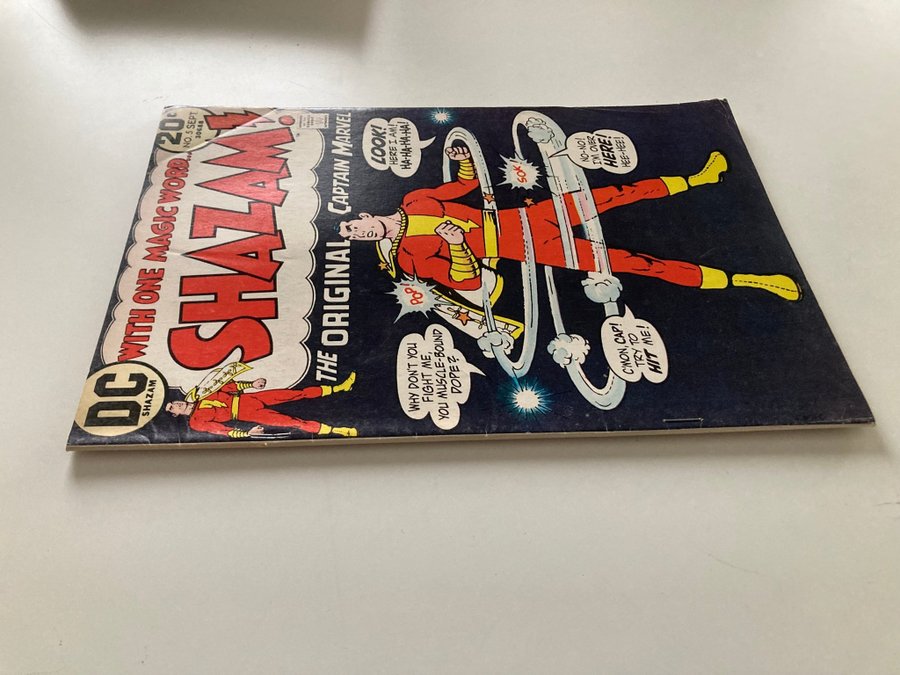 DC
SHAZAM
WITH ONE MAGIC WORD...
20¢
NO. 5 SEPT
30668
SHAZAM!
THE ORIGINAL CAPTAIN MARVEL
LOOK!
HERE I AM!
HA-HA-HA-HA!
SOK
NO-NO!
I'M OVER
HERE!
HEE-HEE!
POP!
WHY DON'T YOU
FIGHT ME,
YOU MUSCLE-BOUND
DOPE?
C'MON, CAP!
TRY TO
HIT ME!